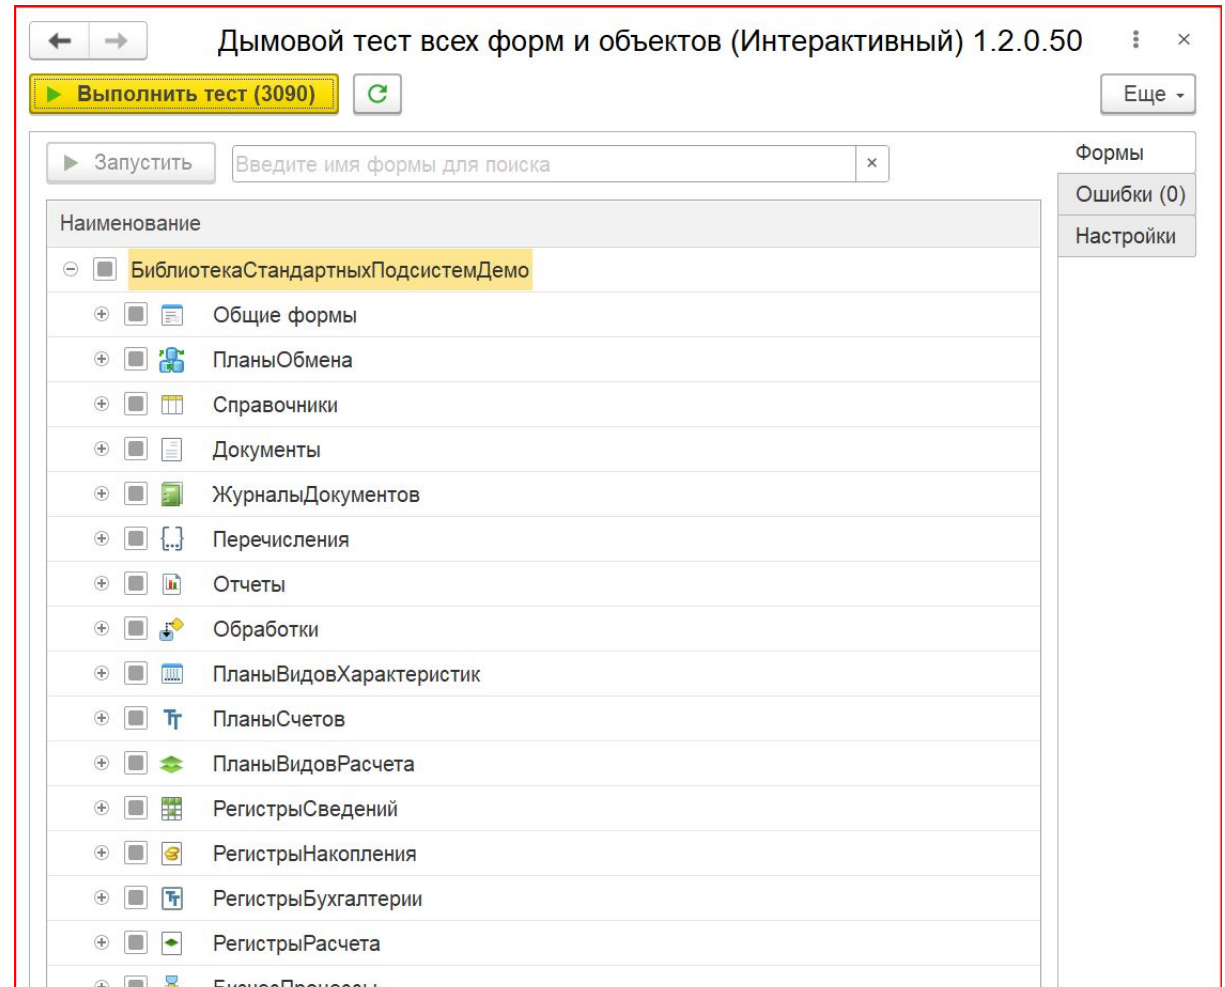 Дымовой тест всех форм и объектов (Интерактивный) 1.2.0.50
Выполнить тест (3090)
Еще
Запустить
Введите имя формы для поиска
Формы
Ошибки (0)
Настройки
Наименование
БиблиотекаСтандартныхПодсистемДемо
Общие формы
ПланыОбмена
Справочники
Документы
ЖурналыДокументов
Перечисления
Отчеты
Обработки
ПланыВидовХарактеристик
ПланыСчетов
ПланыВидовРасчета
РегистрыСведений
РегистрыНакопления
РегистрыБухгалтерии
РегистрыРасчета
БизнесПроцессы